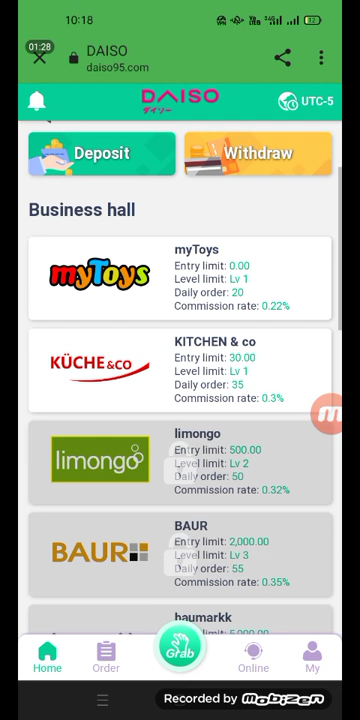 10:18
52
01:28
DAISO
daiso95.com
DAISO
ダイソー
UTC-5
Deposit
Withdraw
Business hall
myToys
myToys
Entry limit: 0.00
Level limit: Lv 1
Daily order: 20
Commission rate: 0.22%
KÜCHE&CO
KITCHEN & co
Entry limit: 30.00
Level limit: Lv 1
Daily order: 35
Commission rate: 0.3%
limongo
limongo
Entry limit: 500.00
Level limit: Lv 2
Daily order: 50
Commission rate: 0.32%
BAUR
BAUR
Entry limit: 2,000.00
Level limit: Lv 3
Daily order: 55
Commission rate: 0.35%
baumarkk
Entry limit: 5,000.00
Home
Order
Grab
Online
My
Recorded by Mobizen